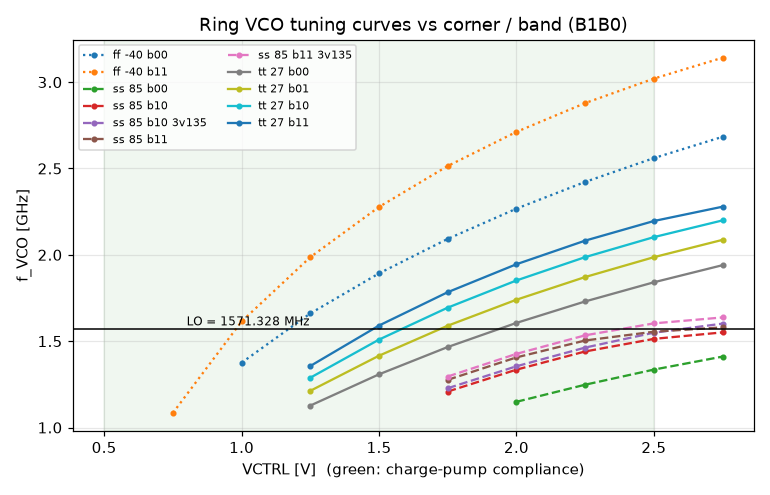 Ring VCO tuning curves vs corner / band (B1B0)
ff -40 b00
ff -40 b11
ss 85 b00
ss 85 b10
ss 85 b10 3v135
ss 85 b11
ss 85 b11 3v135
tt 27 b00
tt 27 b01
tt 27 b10
tt 27 b11
f_VCO [GHz]
3.0
2.5
2.0
1.5
1.0
LO = 1571.328 MHz
0.5
1.0
1.5
2.0
2.5
VCTRL [V]  (green: charge-pump compliance)